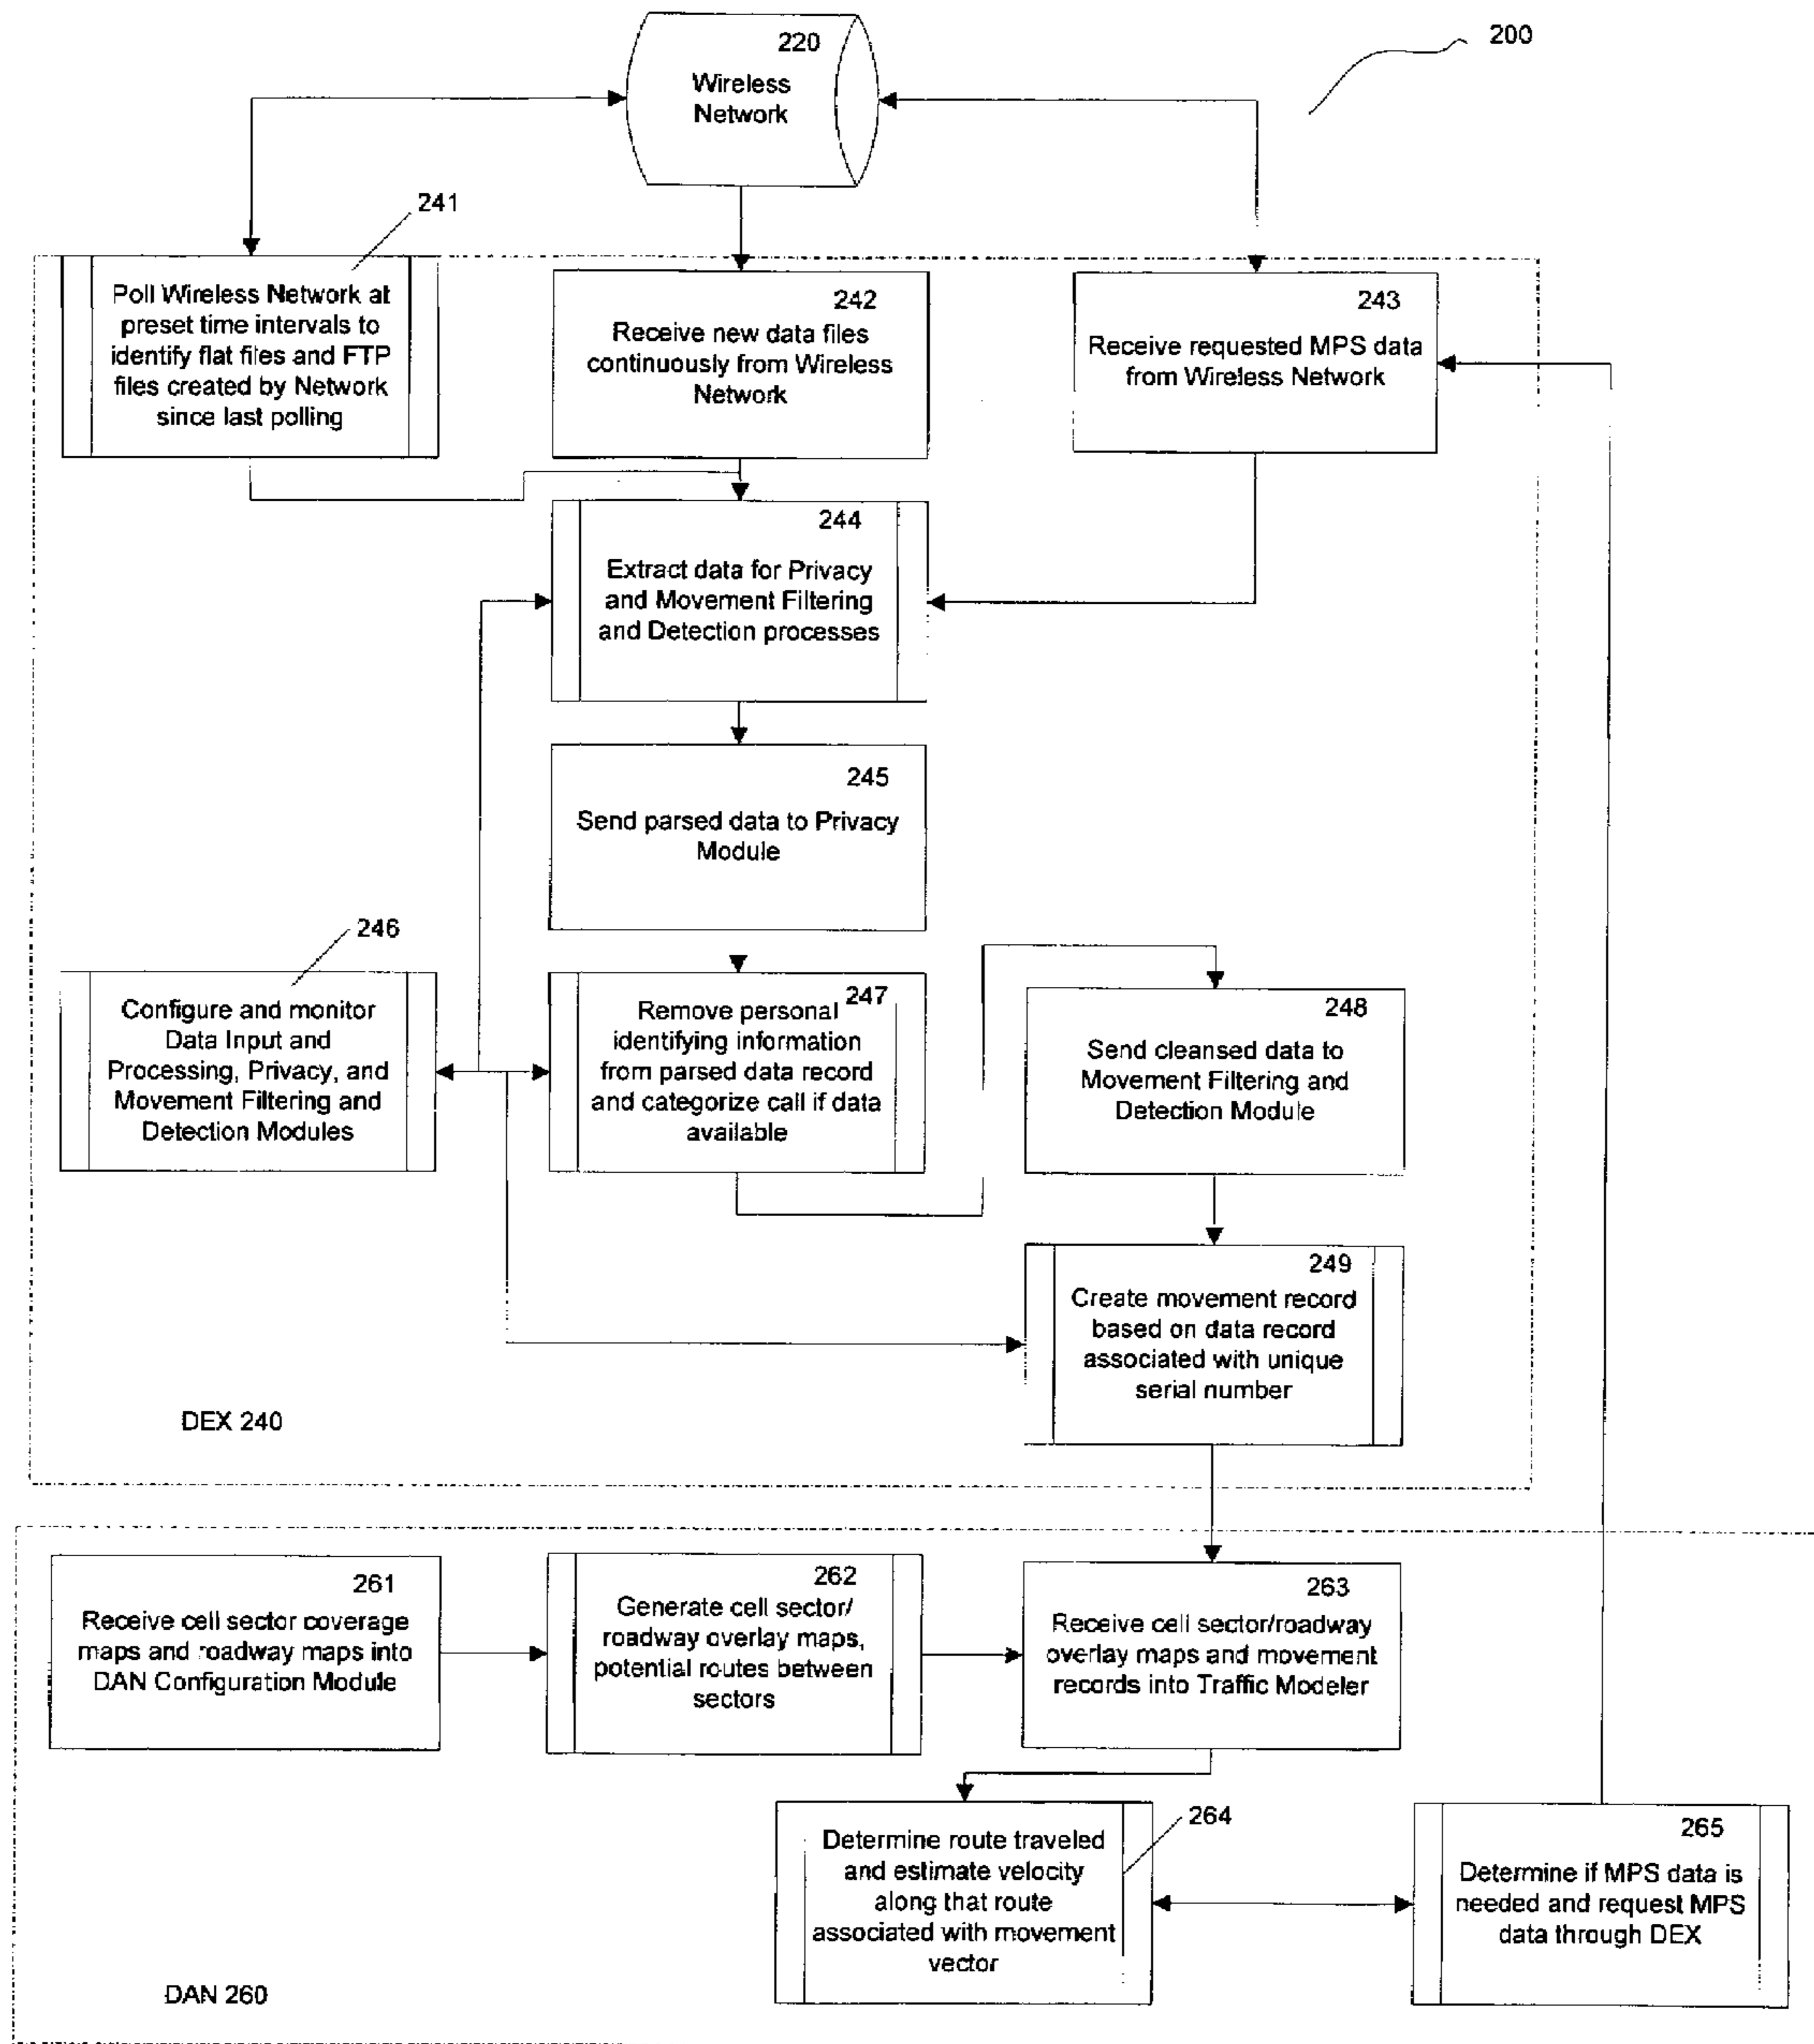 200
220
Wireless
Network
241
Poll Wireless Network at
preset time intervals to
identify flat files and FTP
files created by Network
since last polling
242
Receive new data files
continuously from Wireless
Network
243
Receive requested MPS data
from Wireless Network
244
Extract data for Privacy
and Movement Filtering
and Detection processes
245
Send parsed data to Privacy
Module
246
Configure and monitor
Data Input and
Processing, Privacy, and
Movement Filtering and
Detection Modules
247
Remove personal
identifying information
from parsed data record
and categorize call if data
available
248
Send cleansed data to
Movement Filtering and
Detection Module
249
Create movement record
based on data record
associated with unique
serial number
DEX 240
261
Receive cell sector coverage
maps and roadway maps into
DAN Configuration Module
262
Generate cell sector/
roadway overlay maps,
potential routes between
sectors
263
Receive cell sector/roadway
overlay maps and movement
records into Traffic Modeler
264
Determine route traveled
and estimate velocity
along that route
associated with movement
vector
265
Determine if MPS data is
needed and request MPS
data through DEX
DAN 260